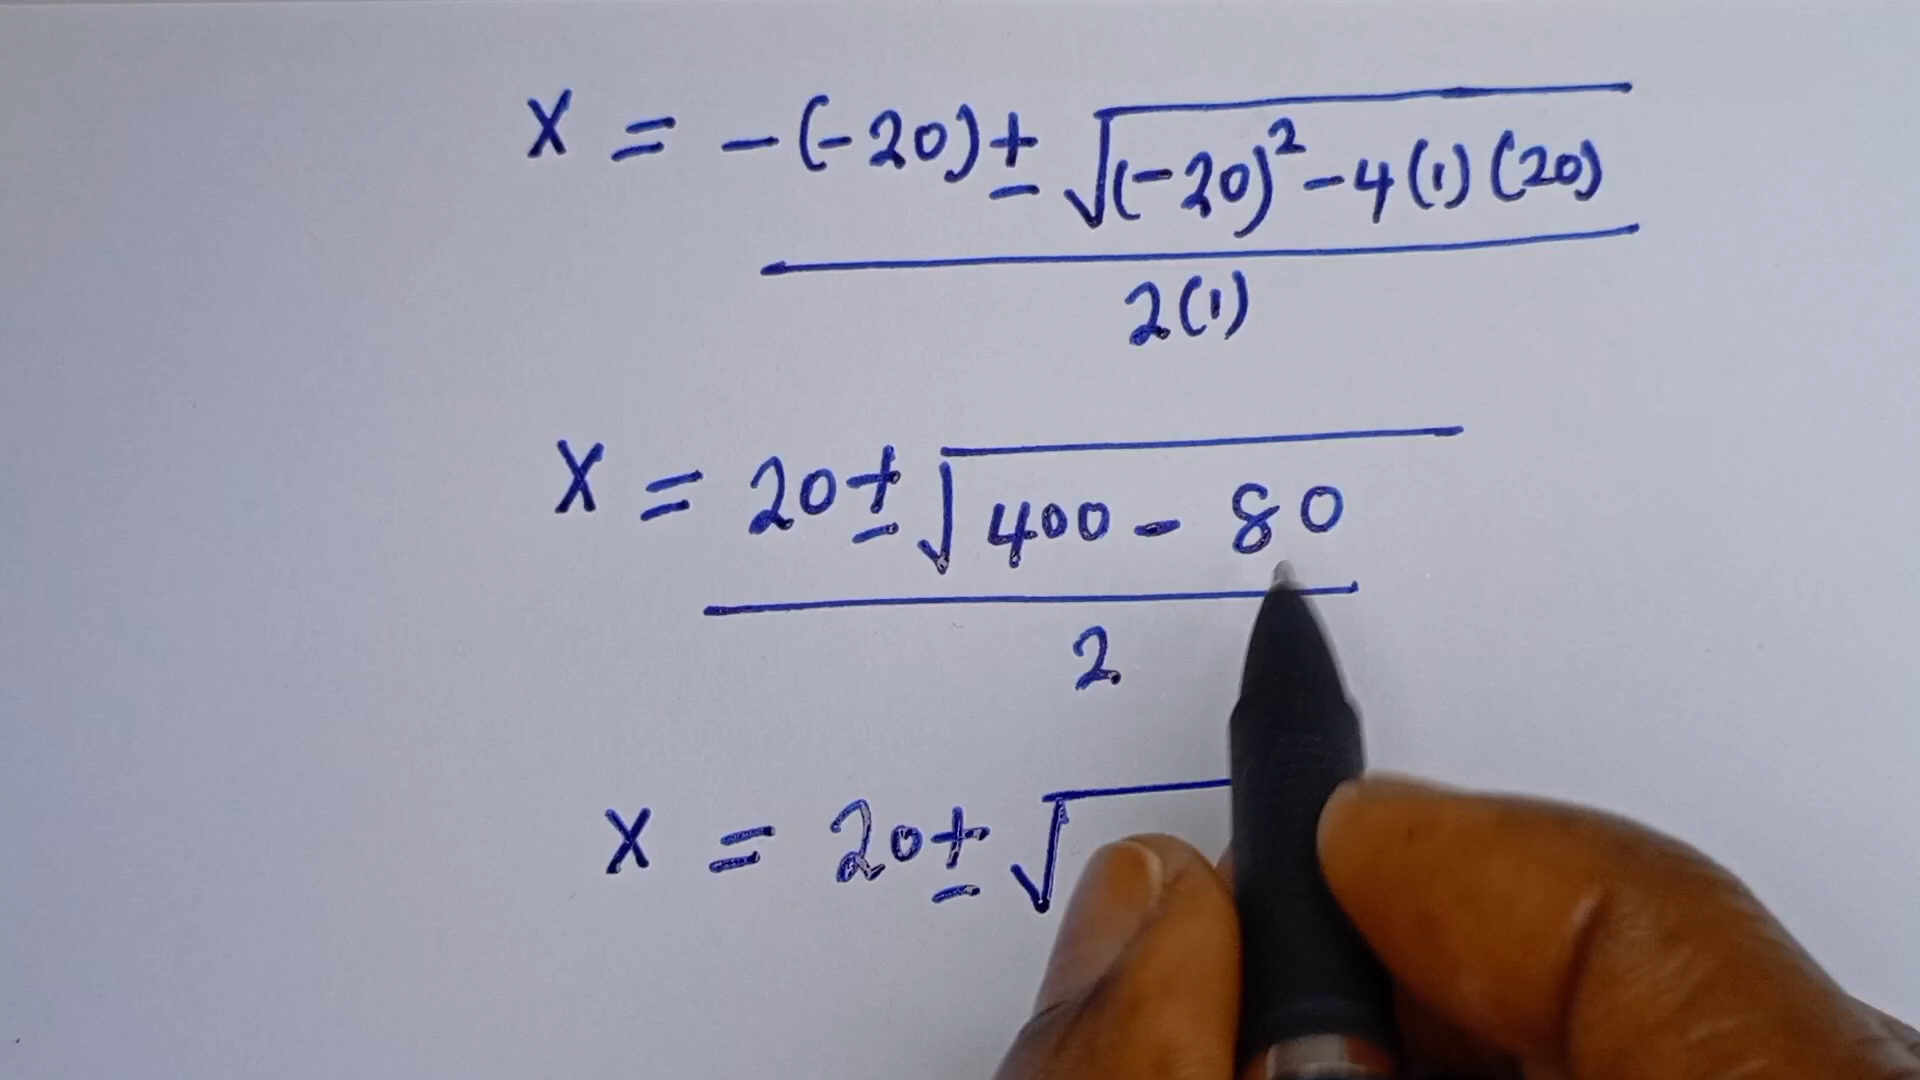 x = -(-20) ± √(-20)² - 4(1)(20)
2(1)
x = 20 ± √400 - 80
2
x = 20 ± √